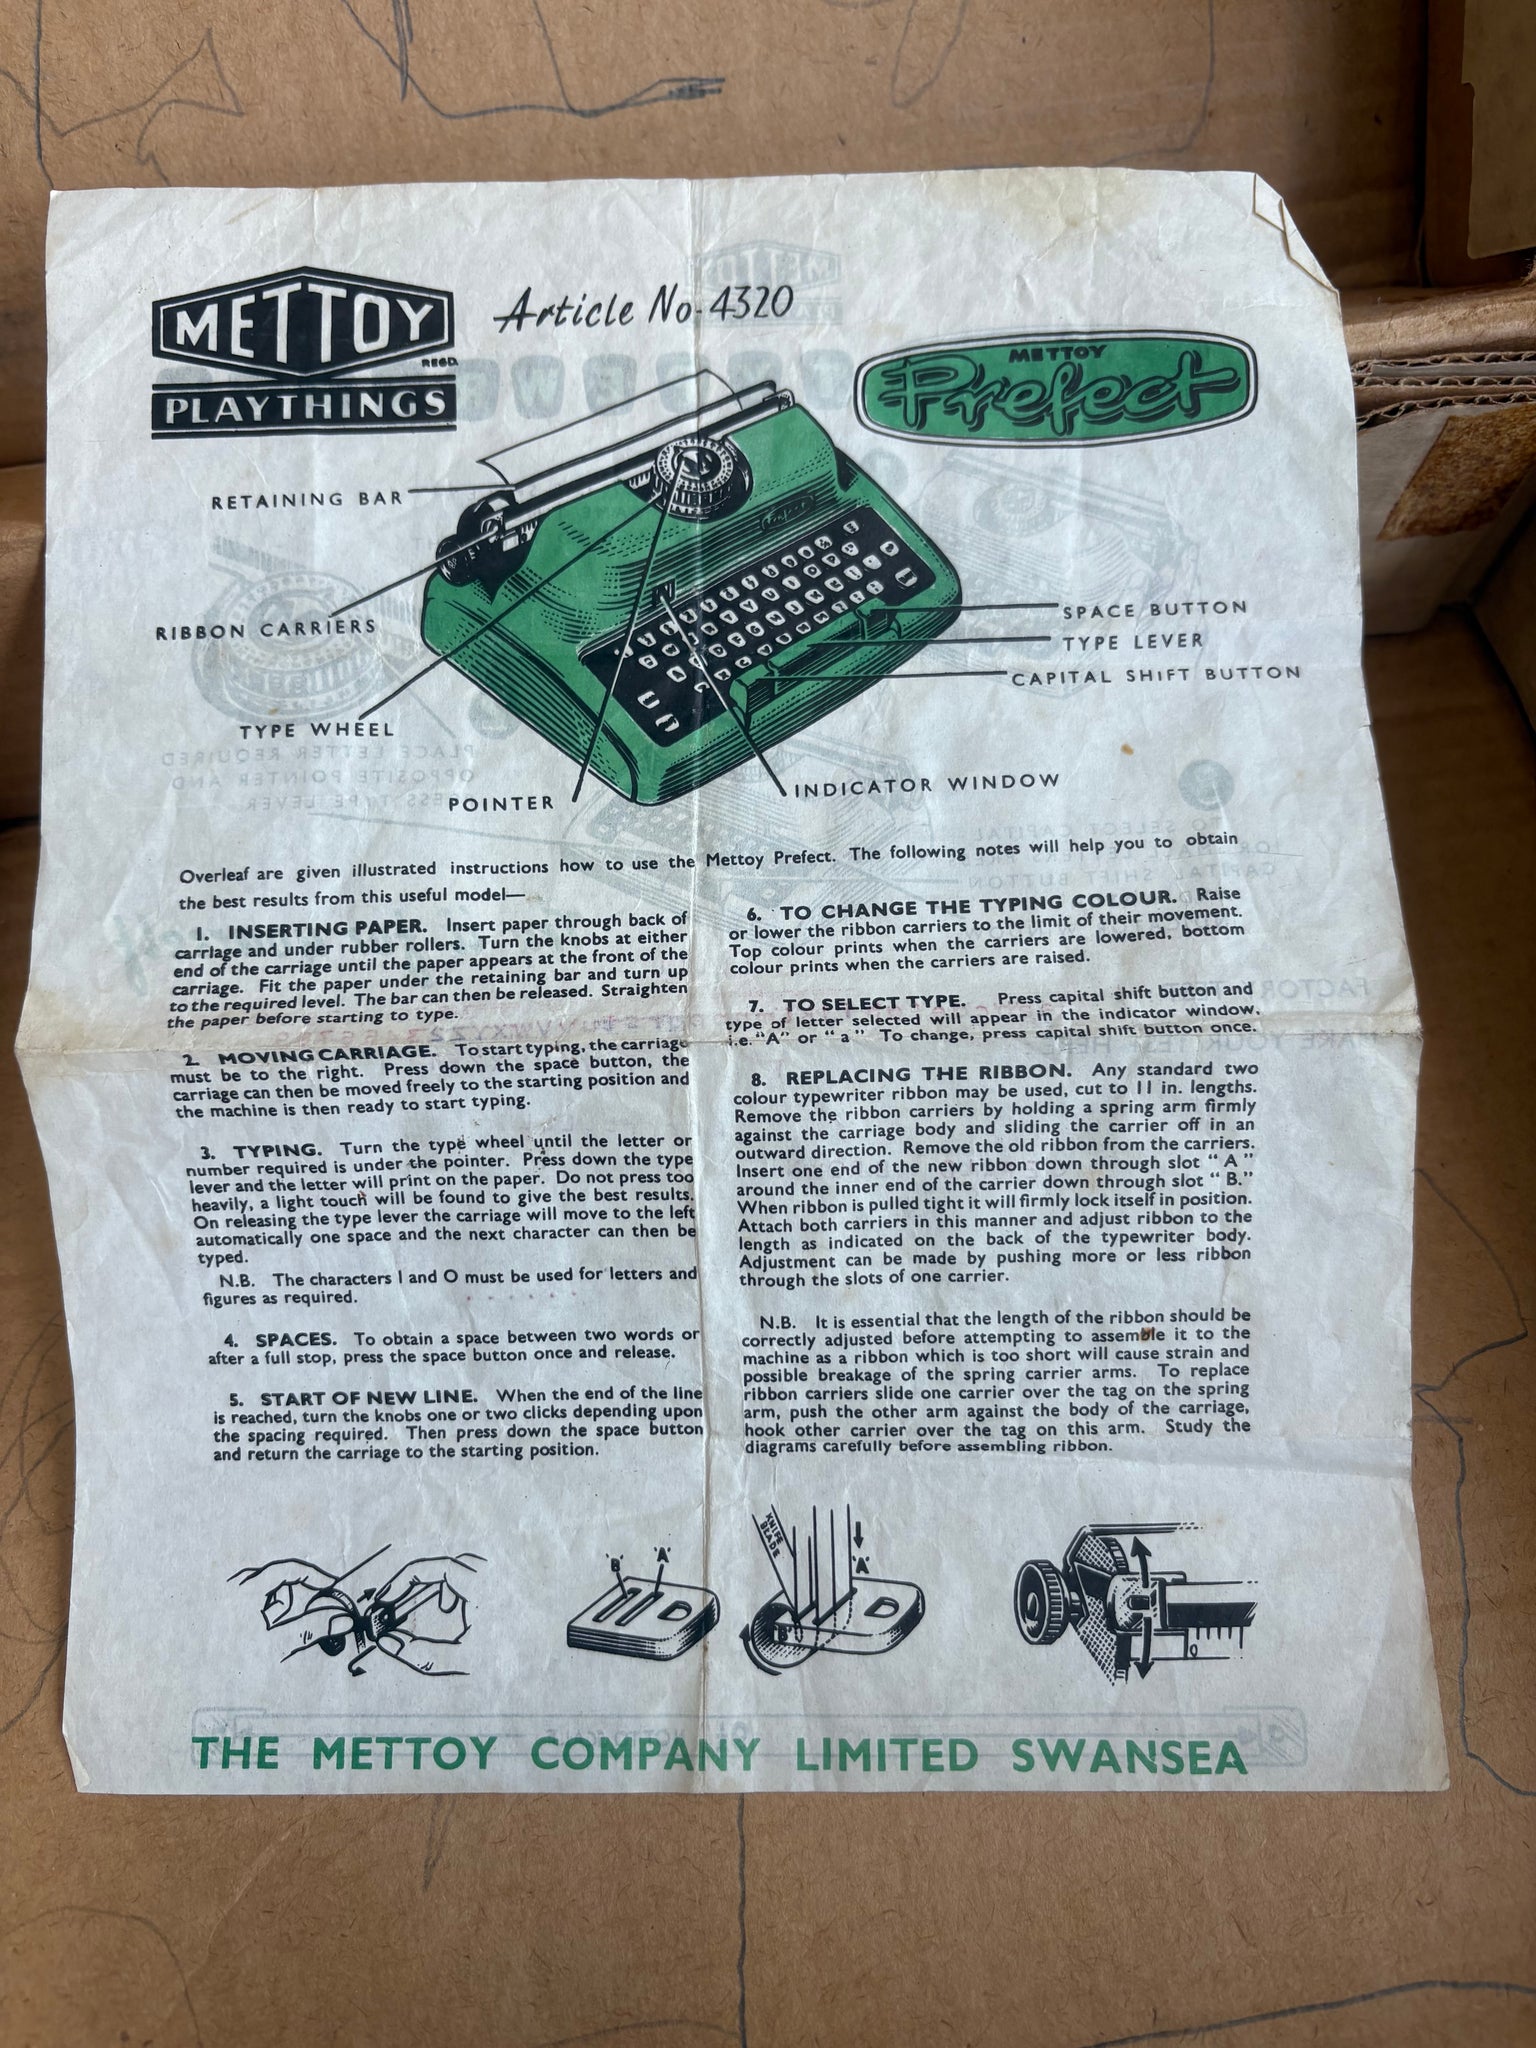 METTOY
REGD.
PLAYTHINGS
Article No. 4320
METTOY
Prefect
RETAINING BAR
RIBBON CARRIERS
TYPE WHEEL
POINTER
INDICATOR WINDOW
SPACE BUTTON
TYPE LEVER
CAPITAL SHIFT BUTTON
Overleaf are given illustrated instructions how to use the Mettoy Prefect. The following notes will help you to obtain
the best results from this useful model—
1. INSERTING PAPER. Insert paper through back of
carriage and under rubber rollers. Turn the knobs at either
end of the carriage until the paper appears at the front of the
carriage. Fit the paper under the retaining bar and turn up
to the required level. The bar can then be released. Straighten
the paper before starting to type.
2. MOVING CARRIAGE. To start typing, the carriage
must be to the right. Press down the space button, the
carriage can then be moved freely to the starting position and
the machine is then ready to start typing.
3. TYPING. Turn the type wheel until the letter or
number required is under the pointer. Press down the type
lever and the letter will print on the paper. Do not press too
heavily, a light touch will be found to give the best results.
On releasing the type lever the carriage will move to the left
automatically one space and the next character can then be
typed.
N.B. The characters I and O must be used for letters and
figures as required.
4. SPACES. To obtain a space between two words or
after a full stop, press the space button once and release.
5. START OF NEW LINE. When the end of the line
is reached, turn the knobs one or two clicks depending upon
the spacing required. Then press down the space button
and return the carriage to the starting position.
6. TO CHANGE THE TYPING COLOUR. Raise
or lower the ribbon carriers to the limit of their movement.
Top colour prints when the carriers are lowered, bottom
colour prints when the carriers are raised.
7. TO SELECT TYPE. Press capital shift button and
type of letter selected will appear in the indicator window,
i.e. "A" or "a" To change, press capital shift button once.
8. REPLACING THE RIBBON. Any standard two
colour typewriter ribbon may be used, cut to 11 in. lengths.
Remove the ribbon carriers by holding a spring arm firmly
against the carriage body and sliding the carrier off in an
outward direction. Remove the old ribbon from the carriers.
Insert one end of the new ribbon down through slot "A"
around the inner end of the carrier down through slot "B."
When ribbon is pulled tight it will firmly lock itself in position.
Attach both carriers in this manner and adjust ribbon to the
length as indicated on the back of the typewriter body.
Adjustment can be made by pushing more or less ribbon
through the slots of one carrier.
N.B. It is essential that the length of the ribbon should be
correctly adjusted before attempting to assemble it to the
machine as a ribbon which is too short will cause strain and
possible breakage of the spring carrier arms. To replace
ribbon carriers slide one carrier over the tag on the spring
arm, push the other arm against the body of the carriage,
hook other carrier over the tag on this arm. Study the
diagrams carefully before assembling ribbon.
'B' 'A'
KNIFE
BLADE
'A'
'B'
0
THE METTOY COMPANY LIMITED SWANSEA